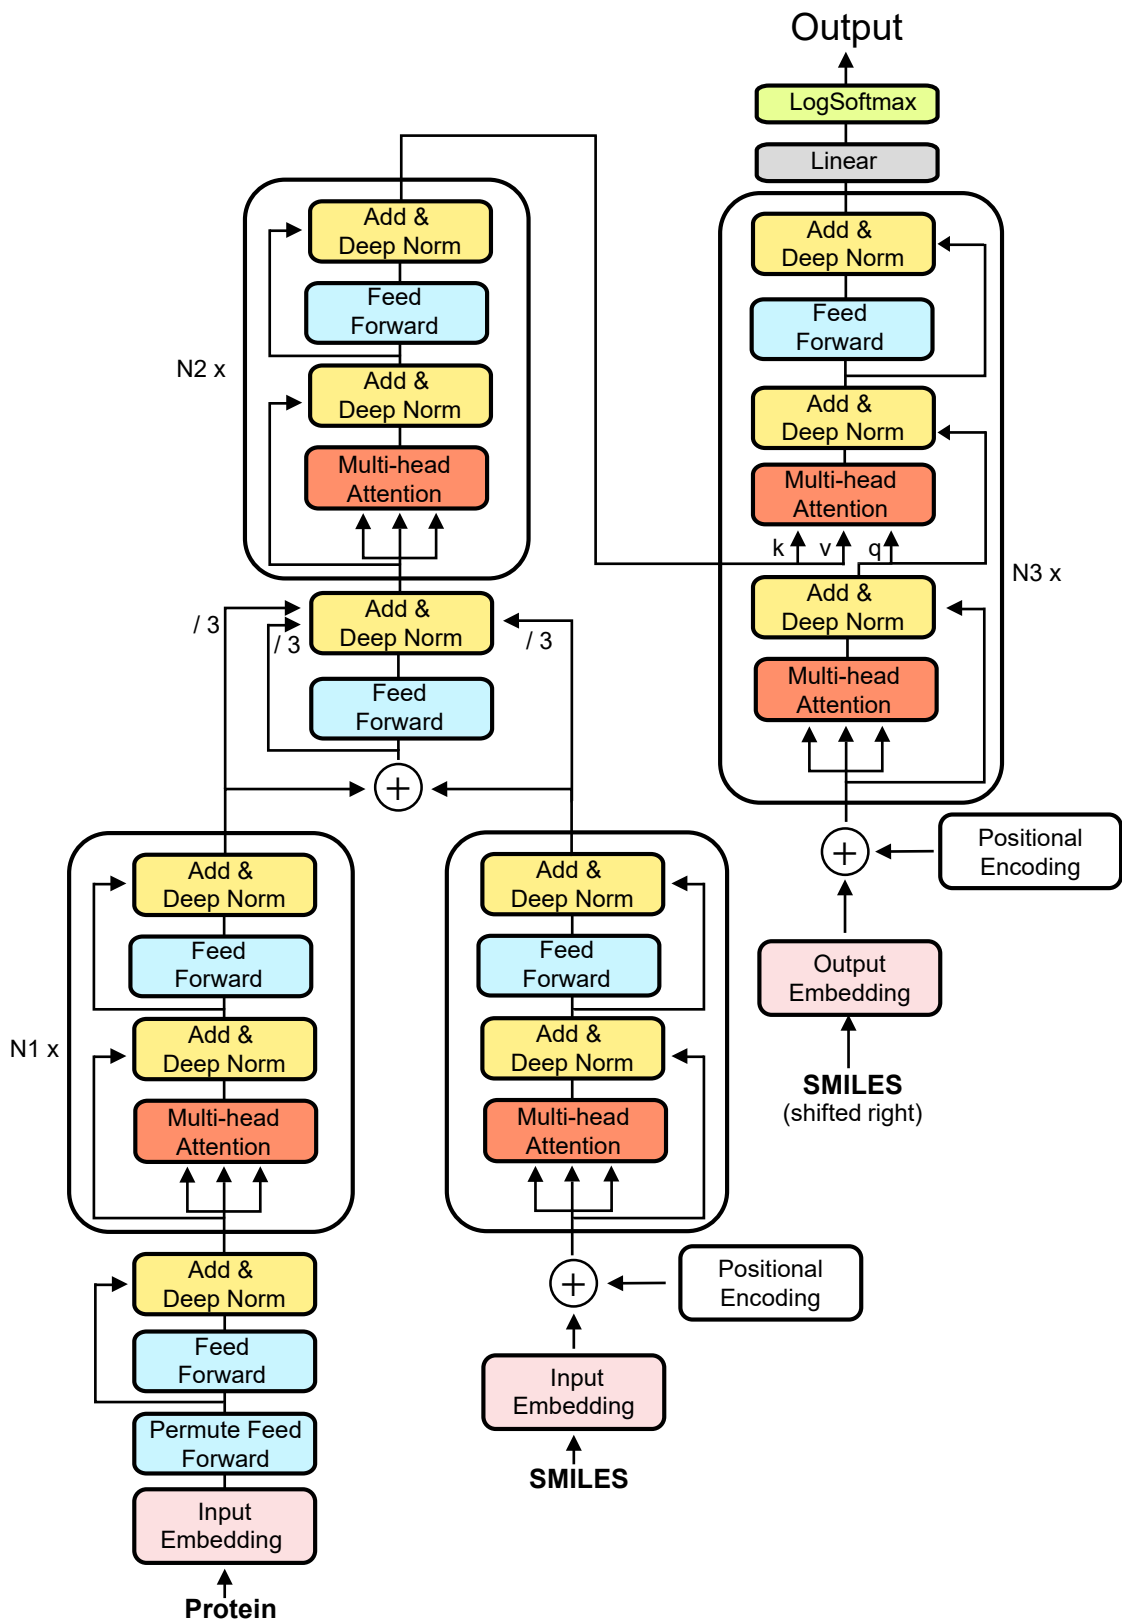 Output
LogSoftmax
Linear
Add &
Deep Norm
Feed
Forward
Add &
Deep Norm
Multi-head
Attention
k v q
Add &
Deep Norm
Multi-head
Attention
N3 x
Positional
Encoding
Output
Embedding
SMILES
(shifted right)
Add &
Deep Norm
Feed
Forward
N2 x
Add &
Deep Norm
Multi-head
Attention
Add &
Deep Norm
/ 3
/ 3
/ 3
Feed
Forward
Add &
Deep Norm
Feed
Forward
N1 x
Add &
Deep Norm
Multi-head
Attention
Add &
Deep Norm
Feed
Forward
Permute Feed
Forward
Input
Embedding
Protein
Add &
Deep Norm
Feed
Forward
Add &
Deep Norm
Multi-head
Attention
Positional
Encoding
Input
Embedding
SMILES